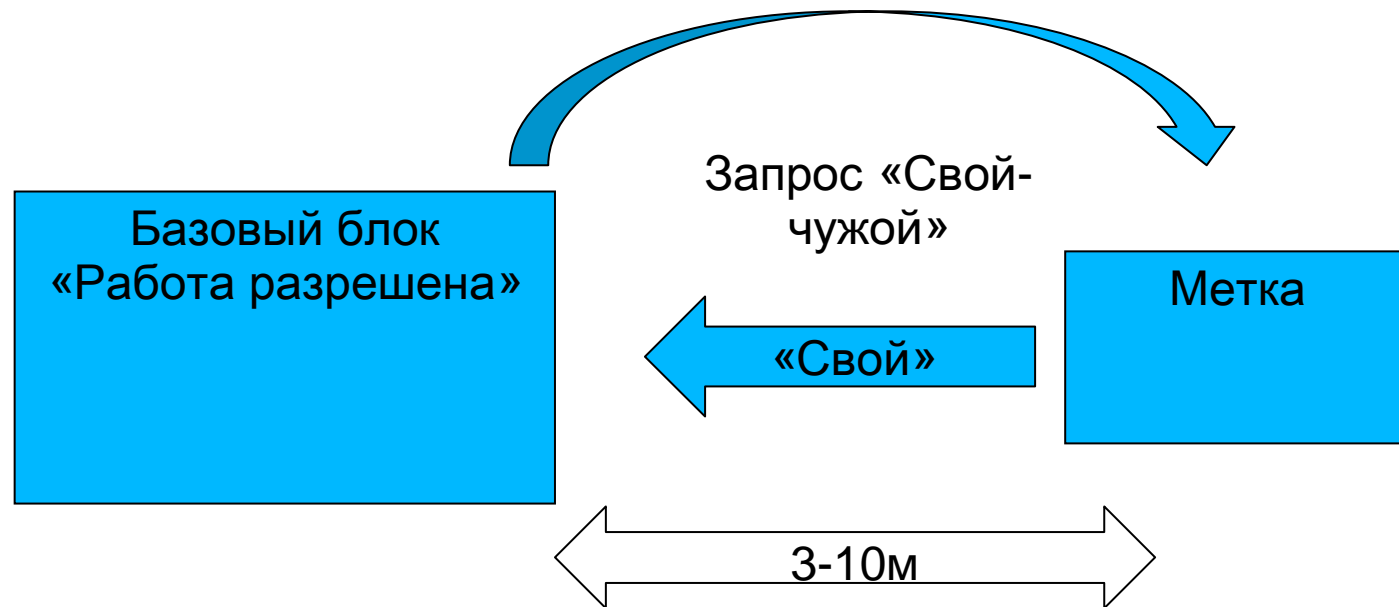 Запрос «Свой-
чужой»
Базовый блок
«Работа разрешена»
Метка
«Свой»
3-10м